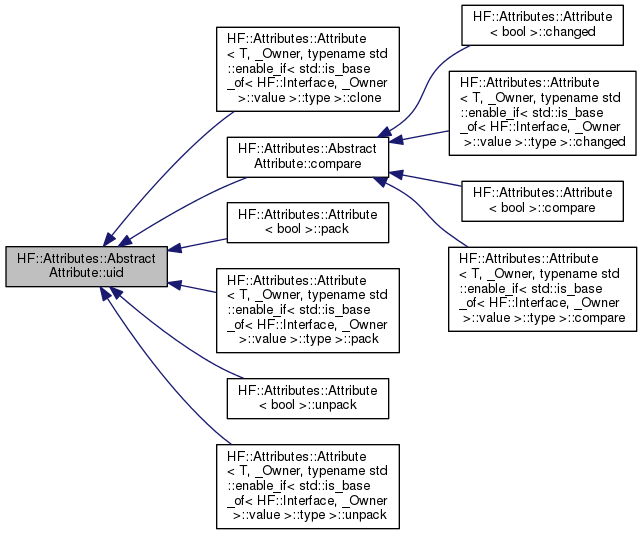 HF::Attributes::Abstract
Attribute::uid
HF::Attributes::Attribute
< T, _Owner, typename std
::enable_if< std::is_base
_of< HF::Interface, _Owner
>::value >::type >::clone
HF::Attributes::Abstract
Attribute::compare
HF::Attributes::Attribute
< bool >::changed
HF::Attributes::Attribute
< T, _Owner, typename std
::enable_if< std::is_base
_of< HF::Interface, _Owner
>::value >::type >::changed
HF::Attributes::Attribute
< bool >::compare
HF::Attributes::Attribute
< T, _Owner, typename std
::enable_if< std::is_base
_of< HF::Interface, _Owner
>::value >::type >::compare
HF::Attributes::Attribute
< bool >::pack
HF::Attributes::Attribute
< T, _Owner, typename std
::enable_if< std::is_base
_of< HF::Interface, _Owner
>::value >::type >::pack
HF::Attributes::Attribute
< bool >::unpack
HF::Attributes::Attribute
< T, _Owner, typename std
::enable_if< std::is_base
_of< HF::Interface, _Owner
>::value >::type >::unpack